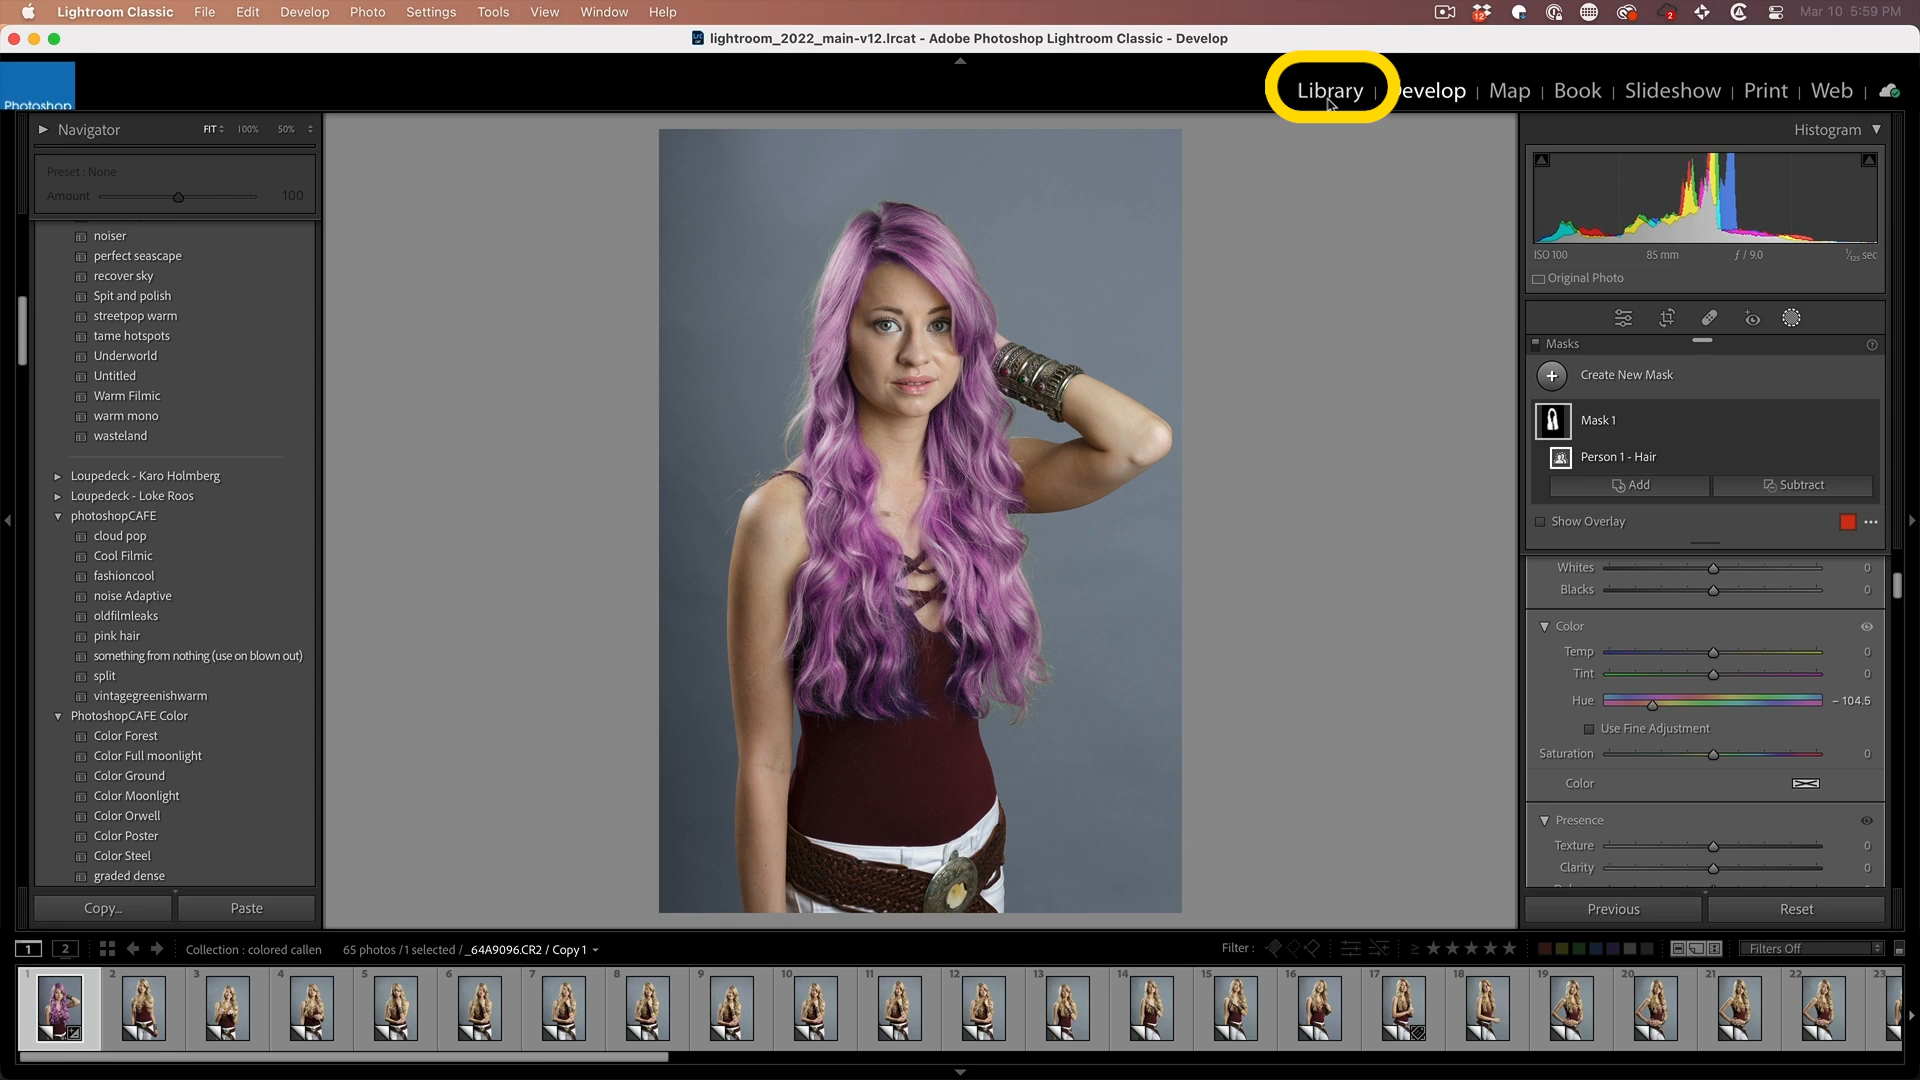 Lightroom Classic File Edit Develop Photo Settings Tools View Window Help 12 2 Mar 10 5:59 PM
LrC lightroom_2022_main-v12.lrcat - Adobe Photoshop Lightroom Classic - Develop
Photoshop
Library | Develop | Map | Book | Slideshow | Print | Web |
Navigator FIT 100% 50%
Preset : None
Amount 100
noiser
perfect seascape
recover sky
Spit and polish
streetpop warm
tame hotspots
Underworld
Untitled
Warm Filmic
warm mono
wasteland
Loupedeck - Karo Holmberg
Loupedeck - Loke Roos
photoshopCAFE
cloud pop
Cool Filmic
fashioncool
noise Adaptive
oldfilmleaks
pink hair
something from nothing (use on blown out)
split
vintagegreenishwarm
PhotoshopCAFE Color
Color Forest
Color Full moonlight
Color Ground
Color Moonlight
Color Orwell
Color Poster
Color Steel
graded dense
Copy... Paste
Histogram
ISO 100 85 mm ƒ / 9.0 1/125 sec
Original Photo
Masks
Create New Mask
Mask 1
Person 1 - Hair
Add Subtract
Show Overlay
Whites 0
Blacks 0
Color
Temp 0
Tint 0
Hue – 104.5
Use Fine Adjustment
Saturation 0
Color
Presence
Texture 0
Clarity 0
Previous Reset
1 2 Collection : colored callen 65 photos /1 selected /_64A9096.CR2 / Copy 1 Filter : ≥ ★★★★★ Filters Off
1 2 3 4 5 6 7 8 9 10 11 12 13 14 15 16 17 18 19 20 21 22 23